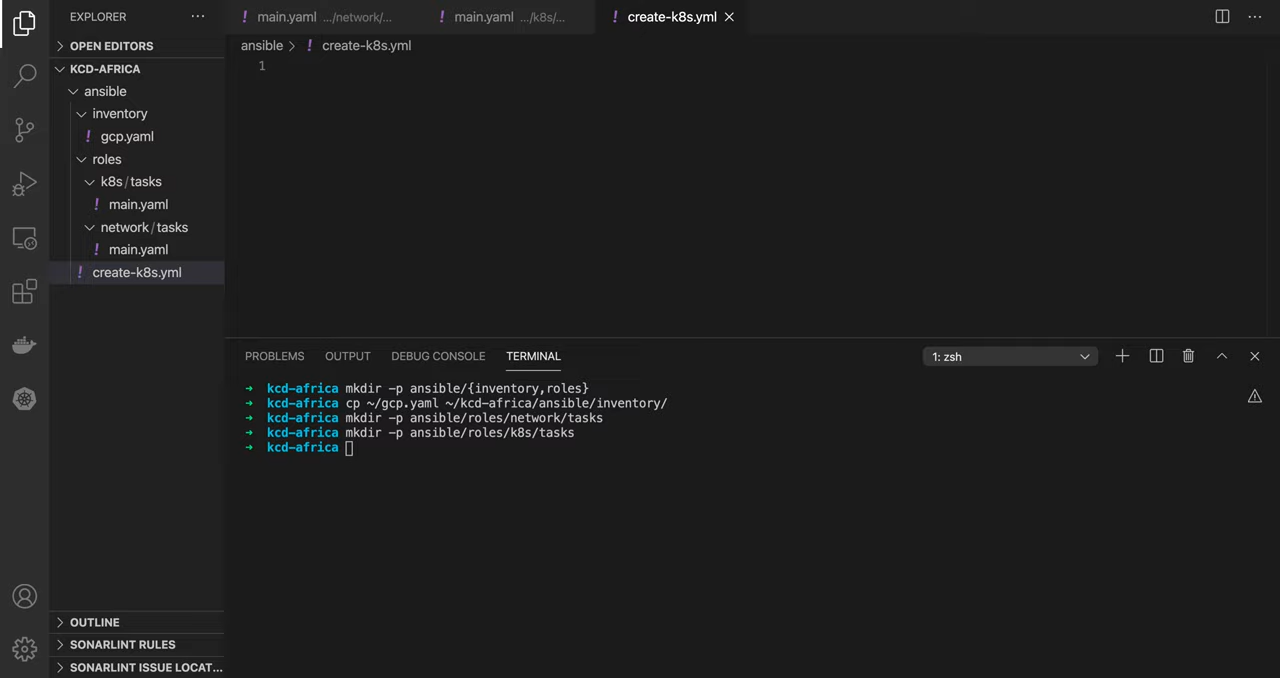 EXPLORER ...
OPEN EDITORS
KCD-AFRICA
ansible
inventory
! gcp.yaml
roles
k8s / tasks
! main.yaml
network / tasks
! main.yaml
! create-k8s.yml
OUTLINE
SONARLINT RULES
SONARLINT ISSUE LOCAT...
! main.yaml .../network/... ! main.yaml .../k8s/... ! create-k8s.yml
ansible > ! create-k8s.yml
1
PROBLEMS OUTPUT DEBUG CONSOLE TERMINAL 1: zsh
→ kcd-africa mkdir -p ansible/{inventory,roles}
→ kcd-africa cp ~/gcp.yaml ~/kcd-africa/ansible/inventory/
→ kcd-africa mkdir -p ansible/roles/network/tasks
→ kcd-africa mkdir -p ansible/roles/k8s/tasks
→ kcd-africa